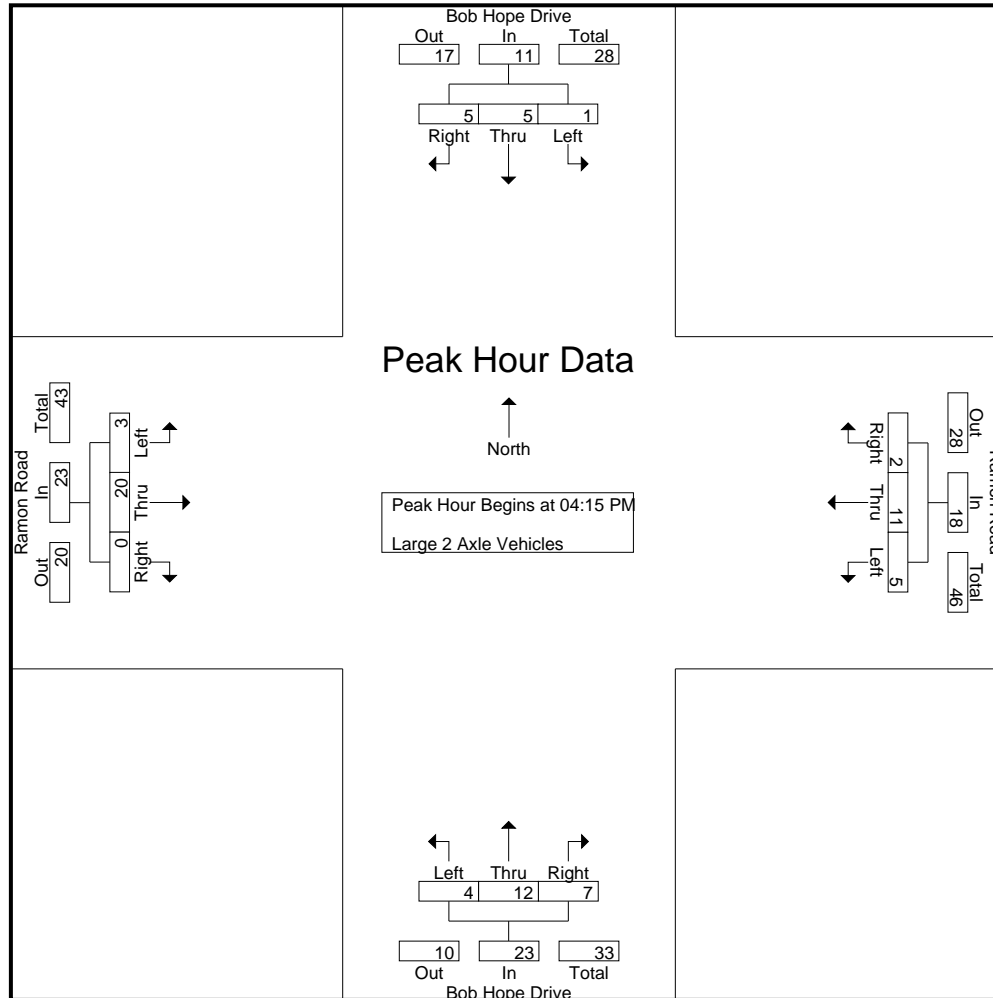 Bob Hope Drive
Out In Total
17 11 28
5 5 1
Right Thru Left
Peak Hour Data
North
Peak Hour Begins at 04:15 PM
Large 2 Axle Vehicles
Ramon Road
Total In Out
43 23 20
3 20 0
Left Thru Right
Right Thru Left
2 11 5
28 18 46
Out In Total
Ramon Road
Left Thru Right
4 12 7
10 23 33
Out In Total
Bob Hope Drive